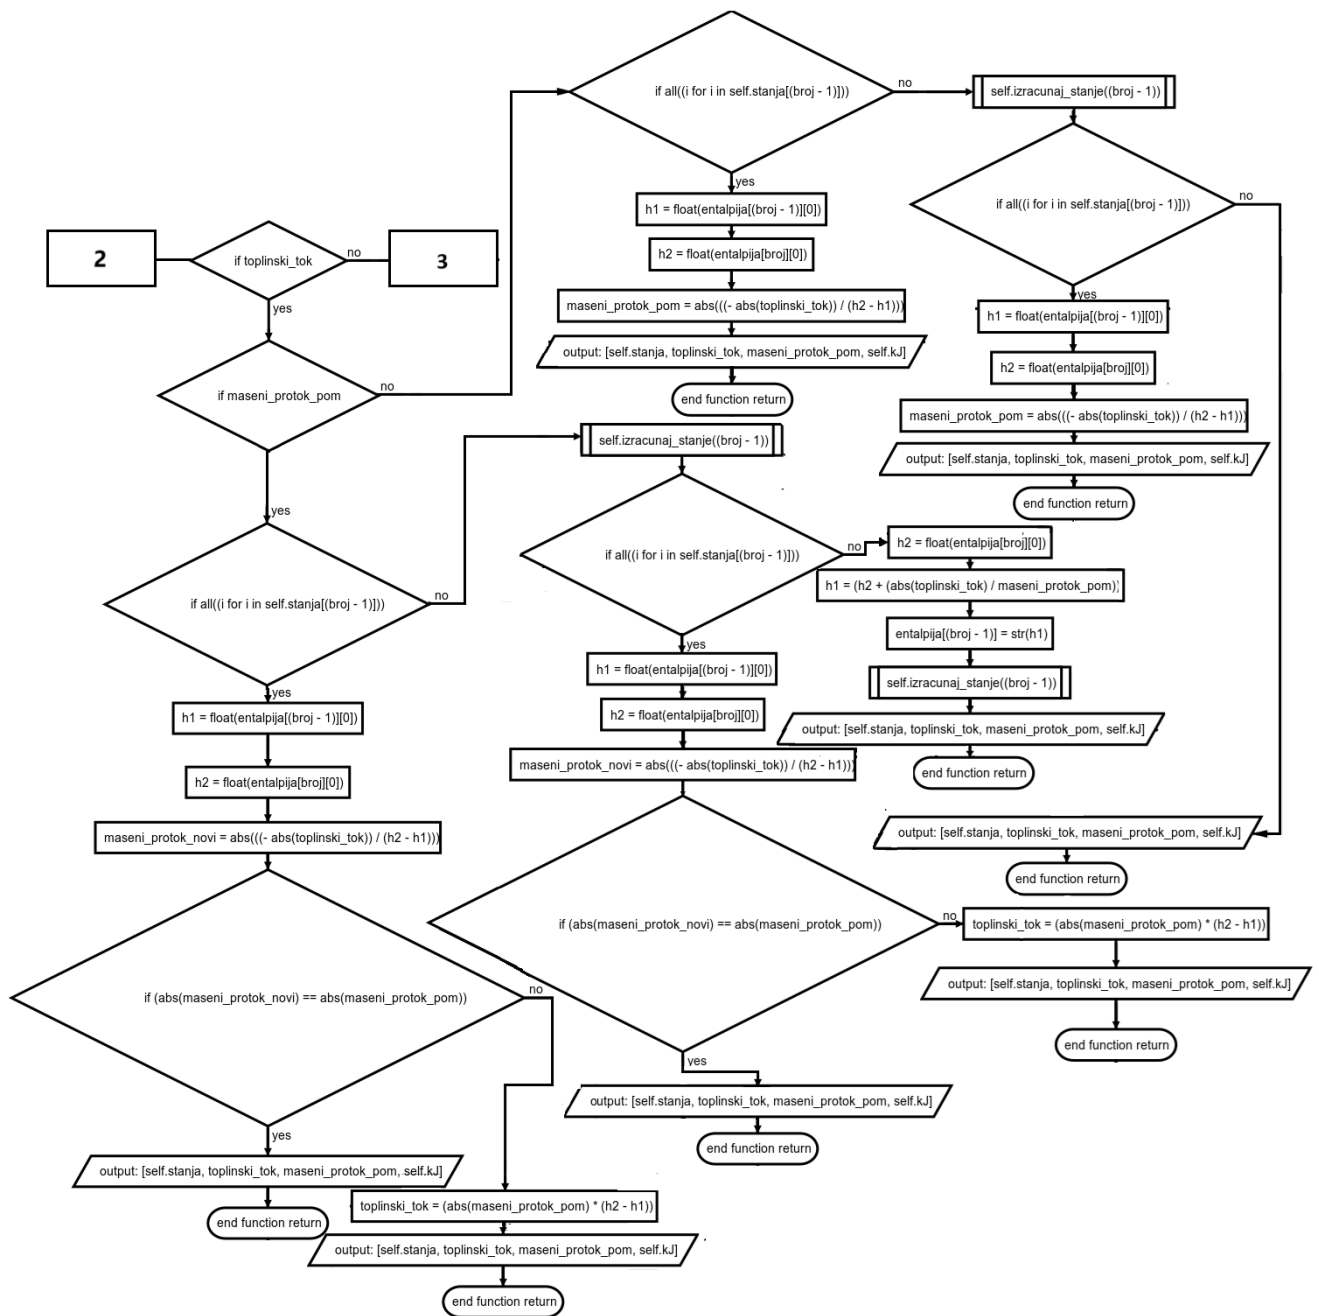 if all((i for i in self.stanja[(broj - 1)]))
no
self.izracunaj_stanje((broj - 1))
yes
h1 = float(entalpija[(broj - 1)][0])
h2 = float(entalpija[broj][0])
maseni_protok_pom = abs(((- abs(toplinski_tok)) / (h2 - h1)))
output: [self.stanja, toplinski_tok, maseni_protok_pom, self.kJ]
end function return
if all((i for i in self.stanja[(broj - 1)]))
no
yes
h1 = float(entalpija[(broj - 1)][0])
h2 = float(entalpija[broj][0])
maseni_protok_pom = abs(((- abs(toplinski_tok)) / (h2 - h1)))
output: [self.stanja, toplinski_tok, maseni_protok_pom, self.kJ]
end function return
output: [self.stanja, toplinski_tok, maseni_protok_pom, self.kJ]
end function return
2
if toplinski_tok
no
3
yes
if maseni_protok_pom
no
yes
if all((i for i in self.stanja[(broj - 1)]))
no
yes
h1 = float(entalpija[(broj - 1)][0])
h2 = float(entalpija[broj][0])
maseni_protok_novi = abs(((- abs(toplinski_tok)) / (h2 - h1)))
if (abs(maseni_protok_novi) == abs(maseni_protok_pom))
no
yes
output: [self.stanja, toplinski_tok, maseni_protok_pom, self.kJ]
end function return
toplinski_tok = (abs(maseni_protok_pom) * (h2 - h1))
output: [self.stanja, toplinski_tok, maseni_protok_pom, self.kJ]
end function return
self.izracunaj_stanje((broj - 1))
if all((i for i in self.stanja[(broj - 1)]))
no
h2 = float(entalpija[broj][0])
h1 = (h2 + (abs(toplinski_tok) / maseni_protok_pom))
entalpija[(broj - 1)] = str(h1)
self.izracunaj_stanje((broj - 1))
output: [self.stanja, toplinski_tok, maseni_protok_pom, self.kJ]
end function return
yes
h1 = float(entalpija[(broj - 1)][0])
h2 = float(entalpija[broj][0])
maseni_protok_novi = abs(((- abs(toplinski_tok)) / (h2 - h1)))
if (abs(maseni_protok_novi) == abs(maseni_protok_pom))
no
toplinski_tok = (abs(maseni_protok_pom) * (h2 - h1))
output: [self.stanja, toplinski_tok, maseni_protok_pom, self.kJ]
end function return
yes
output: [self.stanja, toplinski_tok, maseni_protok_pom, self.kJ]
end function return